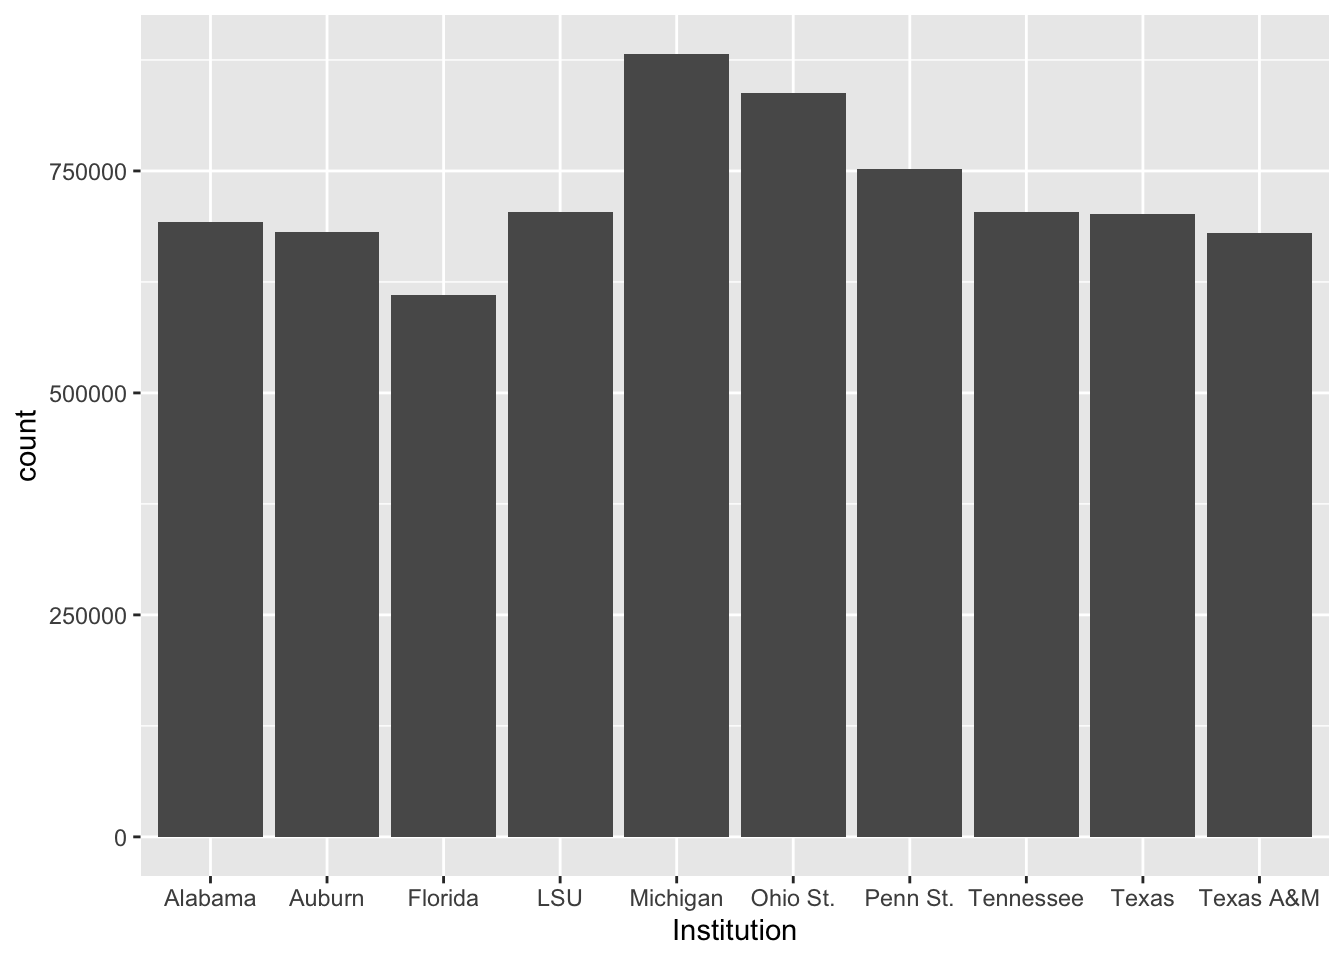 750000
500000
250000
0
count
Alabama Auburn Florida LSU Michigan Ohio St. Penn St. Tennessee Texas Texas A&M
Institution